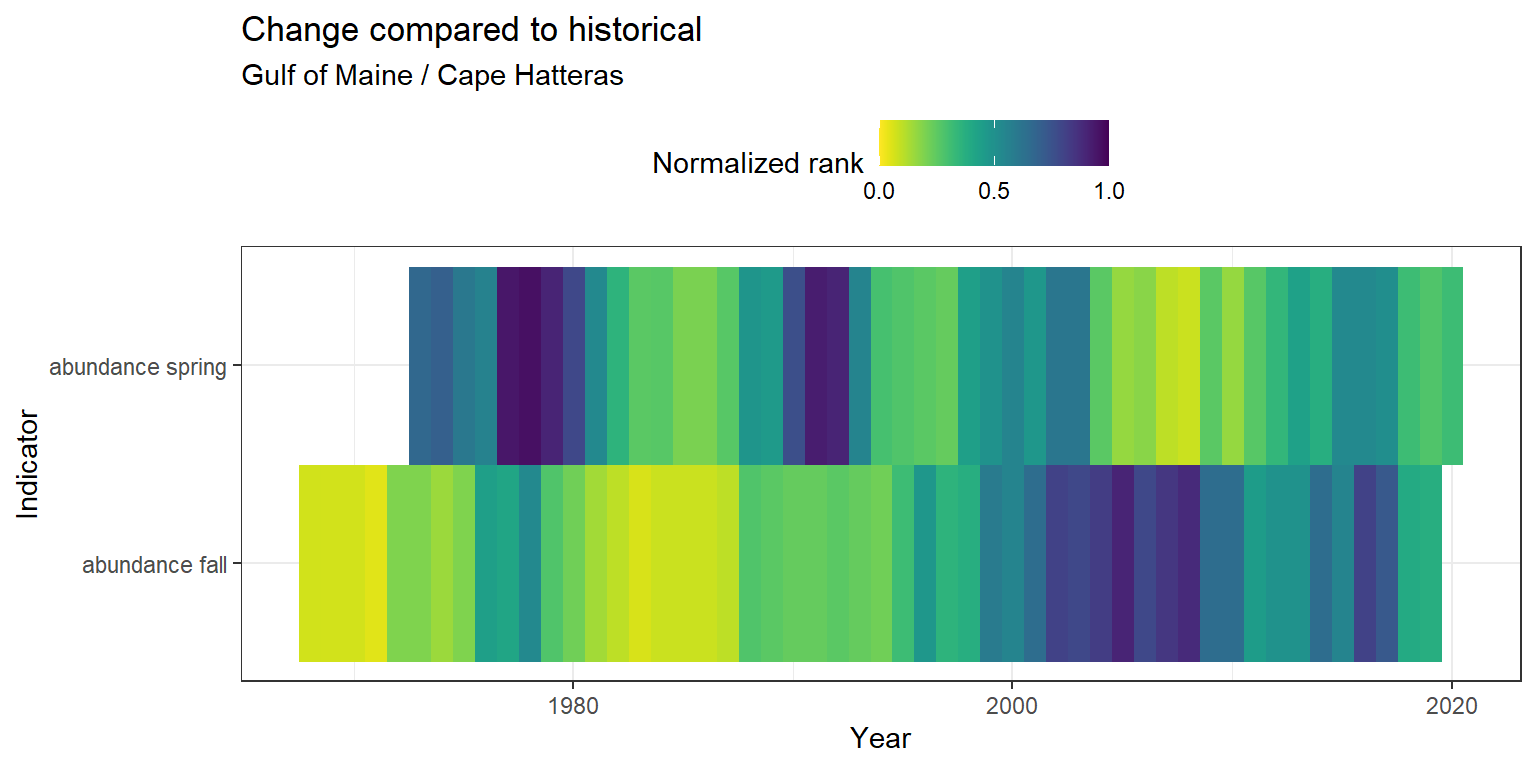 Change compared to historical
Gulf of Maine / Cape Hatteras
Normalized rank
0.0 0.5 1.0
abundance spring
abundance fall
Indicator
1980 2000 2020
Year